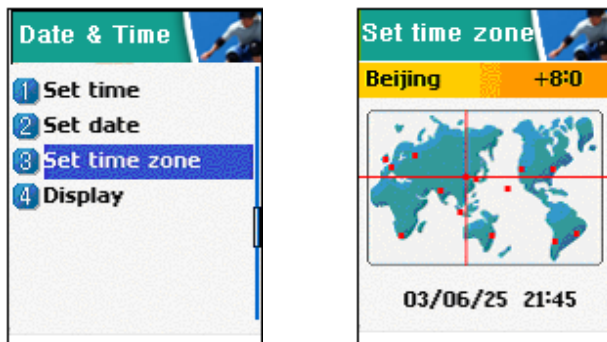 Date & Time
1 Set time
2 Set date
3 Set time zone
4 Display
Set time zone
Beijing +8:0
03/06/25 21:45